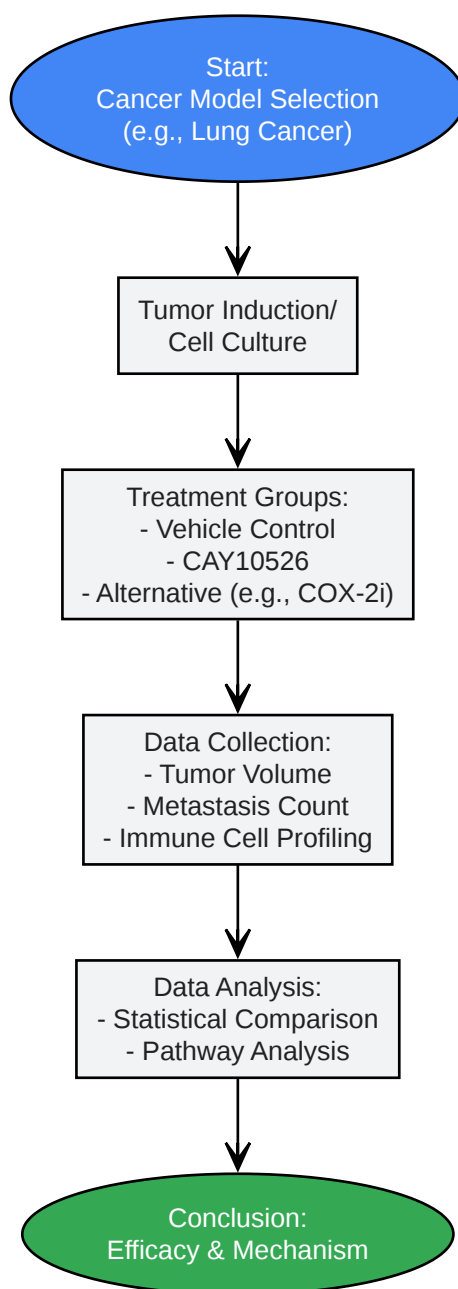 Start:
Cancer Model Selection
(e.g., Lung Cancer)
Tumor Induction/
Cell Culture
Treatment Groups:
- Vehicle Control
- CAY10526
- Alternative (e.g., COX-2i)
Data Collection:
- Tumor Volume
- Metastasis Count
- Immune Cell Profiling
Data Analysis:
- Statistical Comparison
- Pathway Analysis
Conclusion:
Efficacy & Mechanism